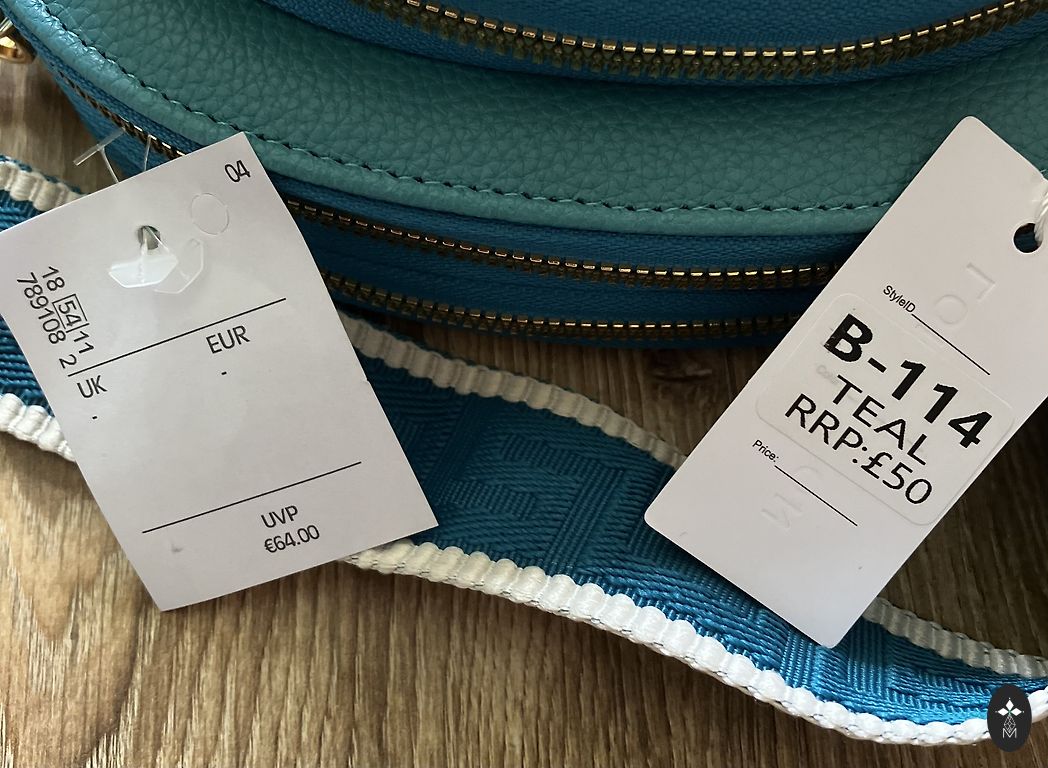 04
18 54 11
789108 2
EUR
-
UK
-
UVP
€64.00
StyleID
B-114
TEAL
RRP:£50
Price:
M